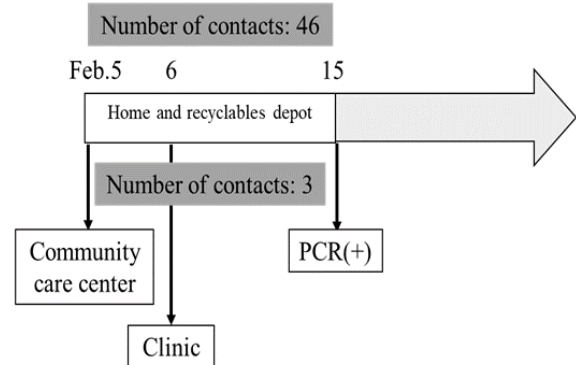 Number of contacts: 46
Feb.5 6 15
Home and recyclables depot
Number of contacts: 3
Community
care center
PCR(+)
Clinic